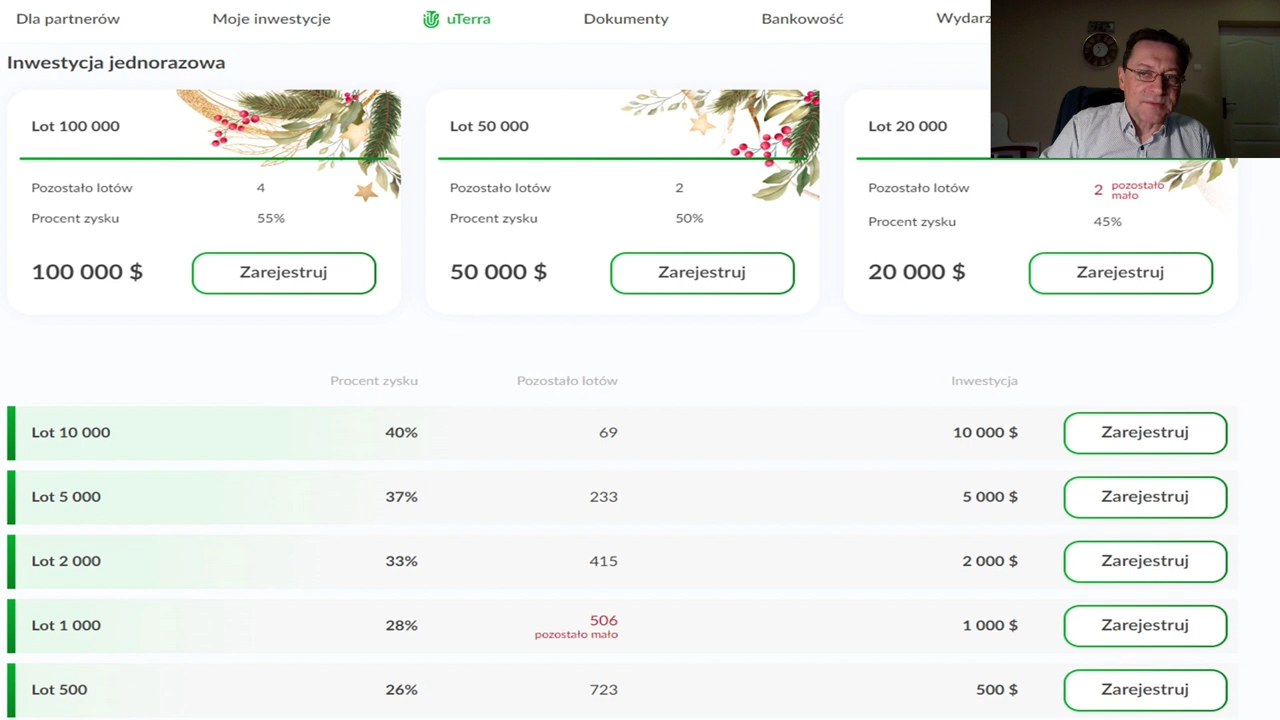 Dla partnerów Moje inwestycje uTerra Dokumenty Bankowość Wydarz
Inwestycja jednorazowa
Lot 100 000
Pozostało lotów 4
Procent zysku 55%
100 000 $ Zarejestruj
Lot 50 000
Pozostało lotów 2
Procent zysku 50%
50 000 $ Zarejestruj
Lot 20 000
Pozostało lotów 2 pozostało
mało
Procent zysku 45%
20 000 $ Zarejestruj
Procent zysku Pozostało lotów Inwestycja
Lot 10 000 40% 69 10 000 $ Zarejestruj
Lot 5 000 37% 233 5 000 $ Zarejestruj
Lot 2 000 33% 415 2 000 $ Zarejestruj
Lot 1 000 28% 506 1 000 $ Zarejestruj
pozostało mało
Lot 500 26% 723 500 $ Zarejestruj